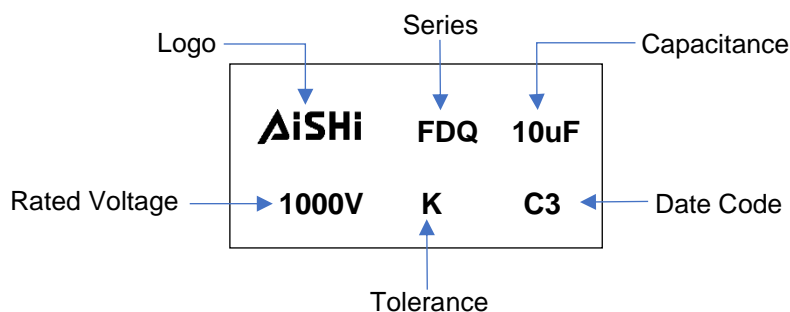 Series
Logo
Capacitance
AiSHi FDQ 10uF
Rated Voltage
1000V K C3
Date Code
Tolerance